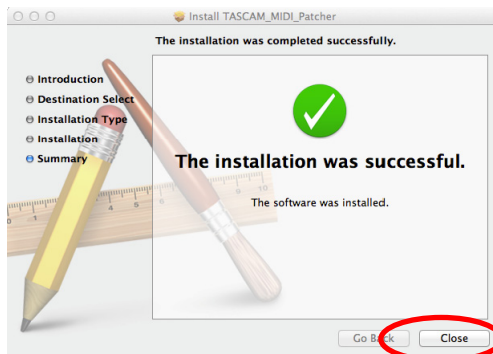 Install TASCAM_MIDI_Patcher
The installation was completed successfully.
Introduction
Destination Select
Installation Type
Installation
Summary
The installation was successful.
The software was installed.
Go Back
Close